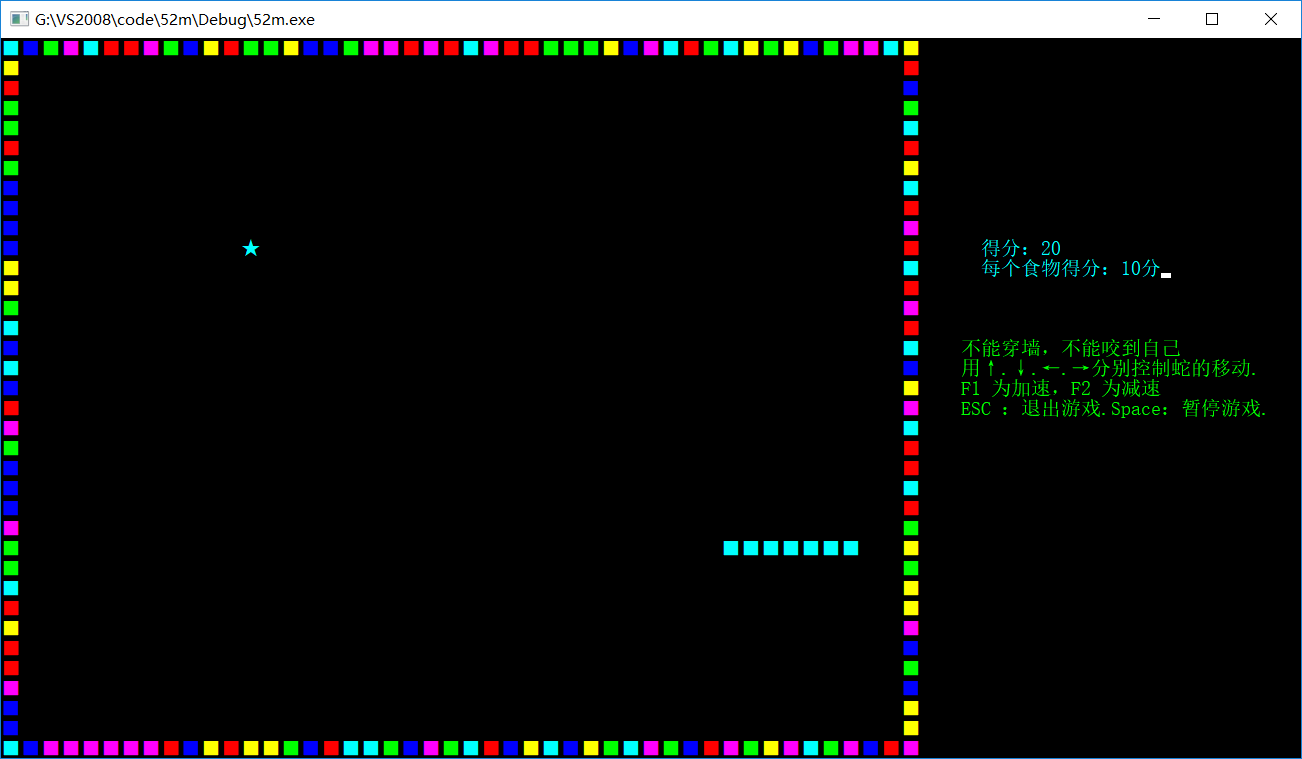 G:\VS2008\code\52m\Debug\52m.exe
得分：20
每个食物得分：10分
不能穿墙，不能咬到自己
用↑.↓.←.→分别控制蛇的移动.
F1 为加速，F2 为减速
ESC ：退出游戏.Space：暂停游戏.